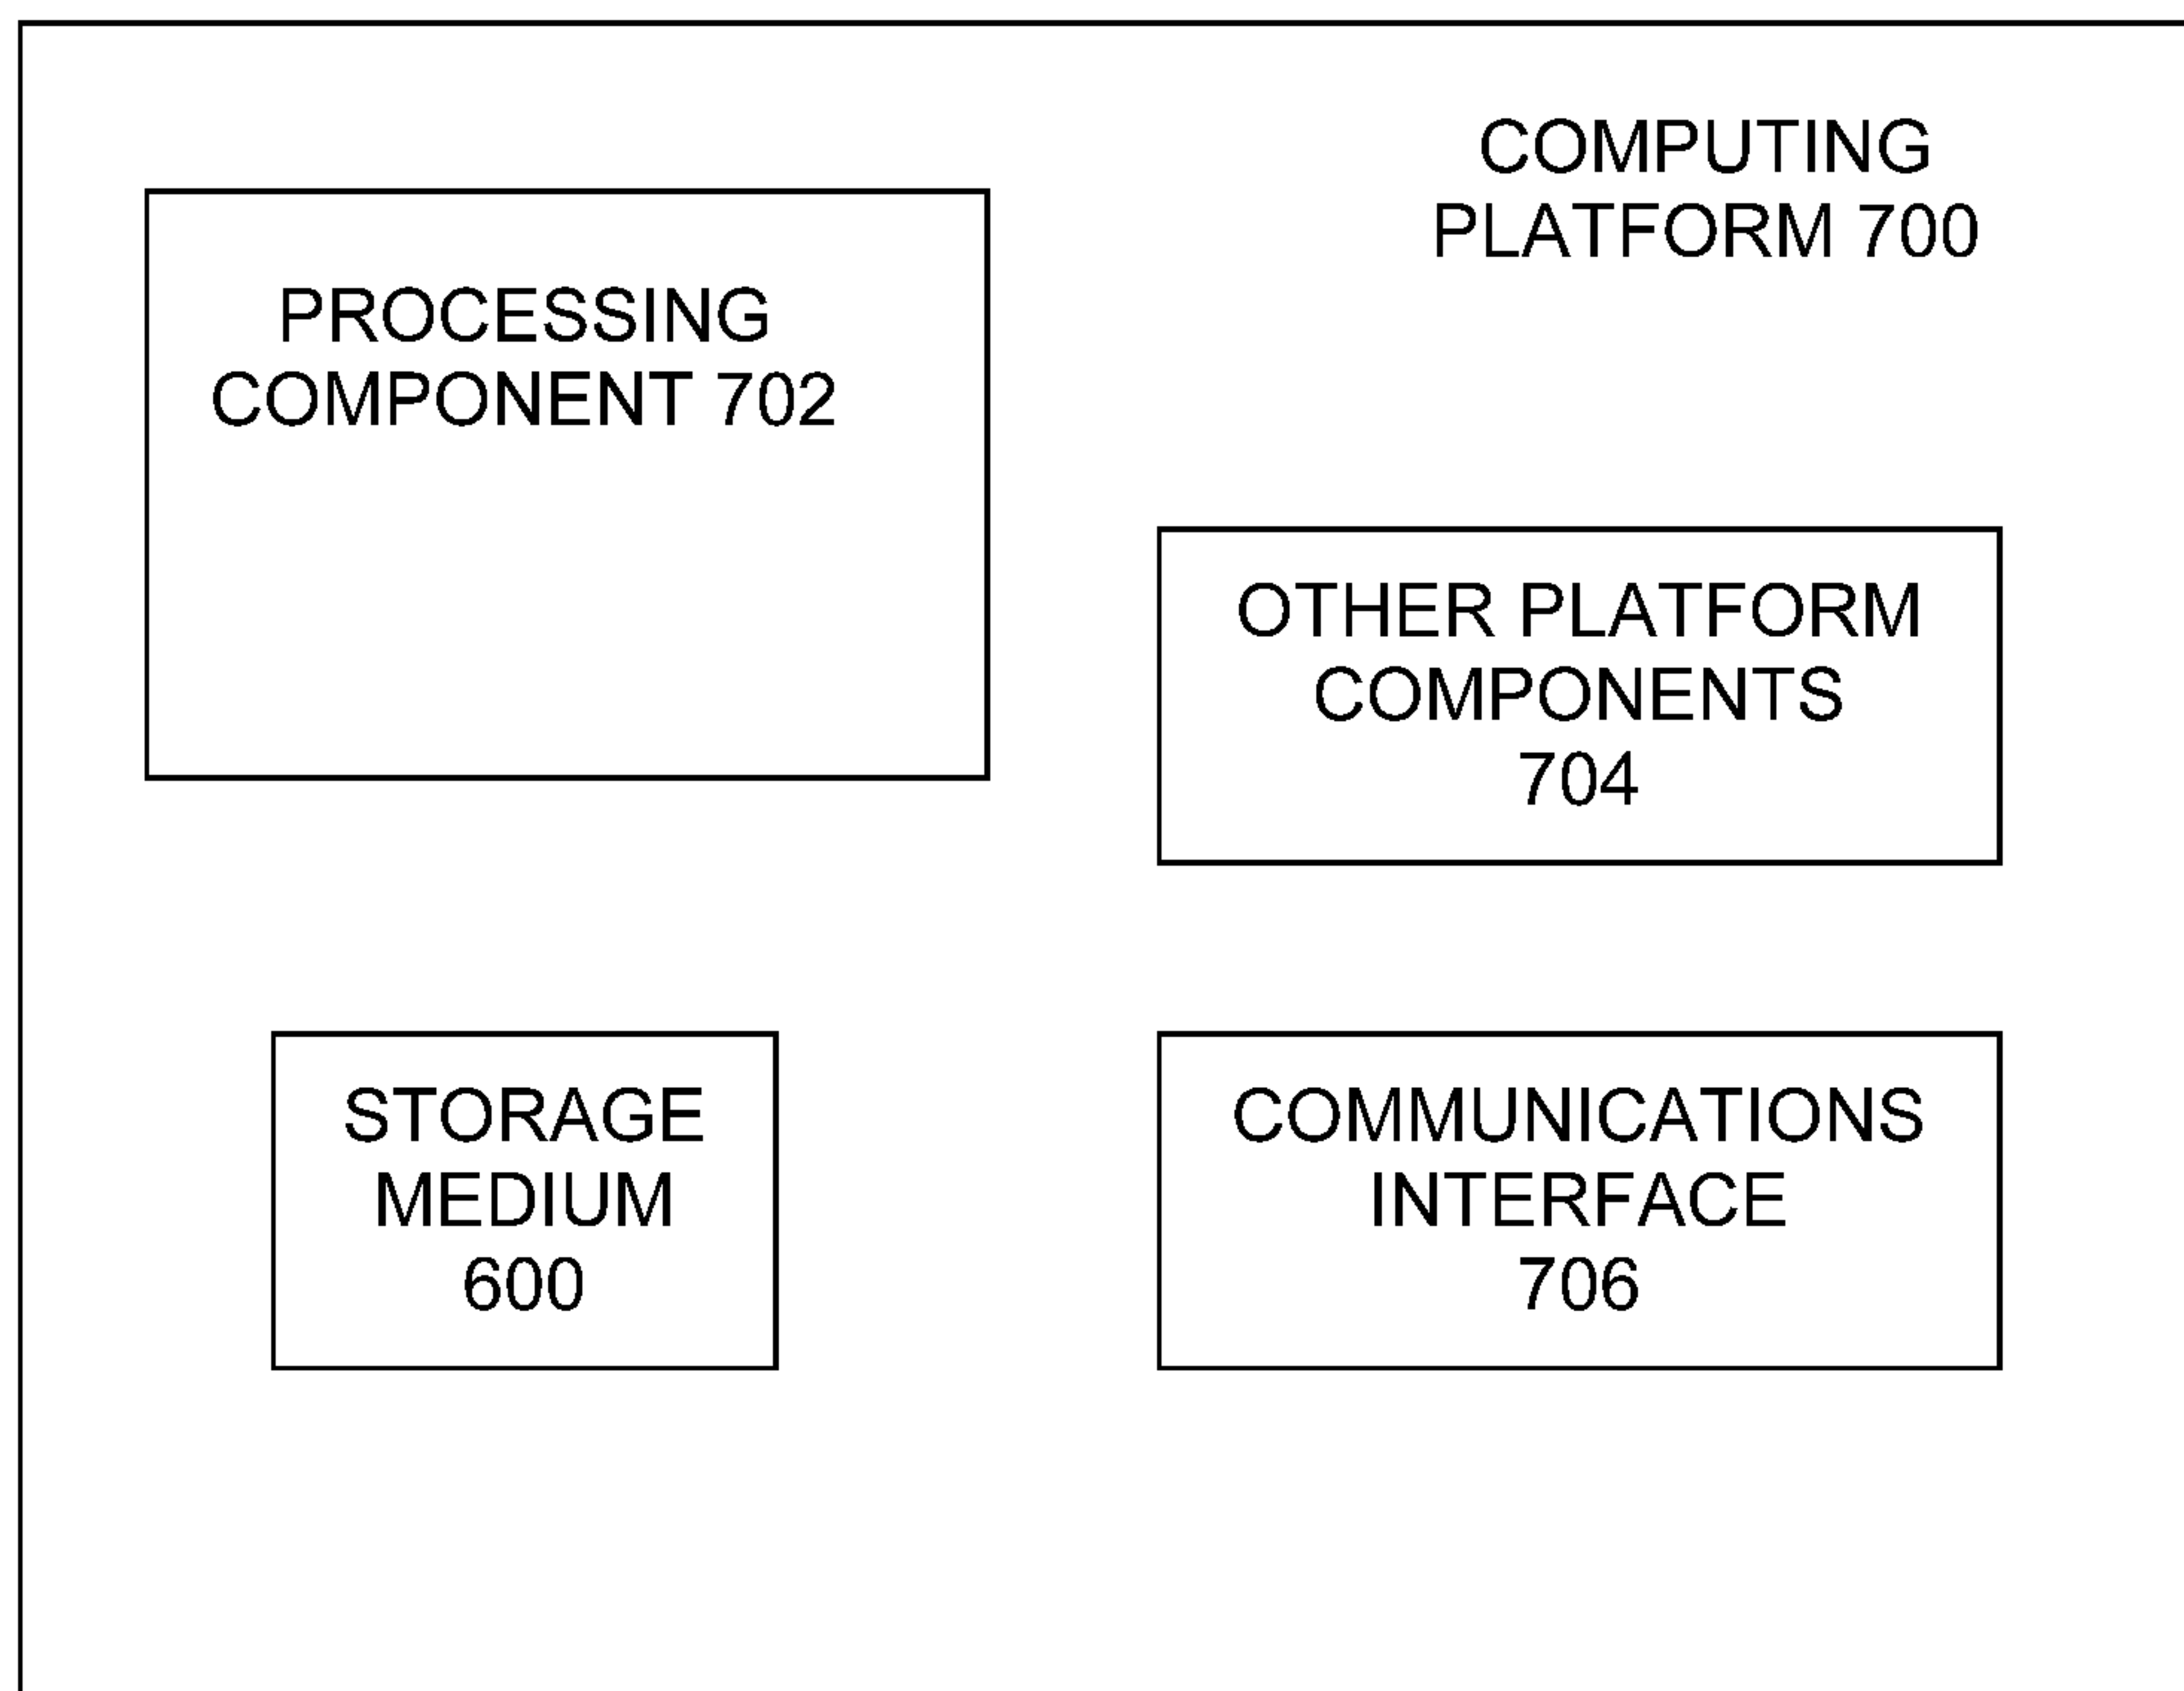 COMPUTING
PLATFORM 700
PROCESSING
COMPONENT 702
OTHER PLATFORM
COMPONENTS
704
STORAGE
MEDIUM
600
COMMUNICATIONS
INTERFACE
706